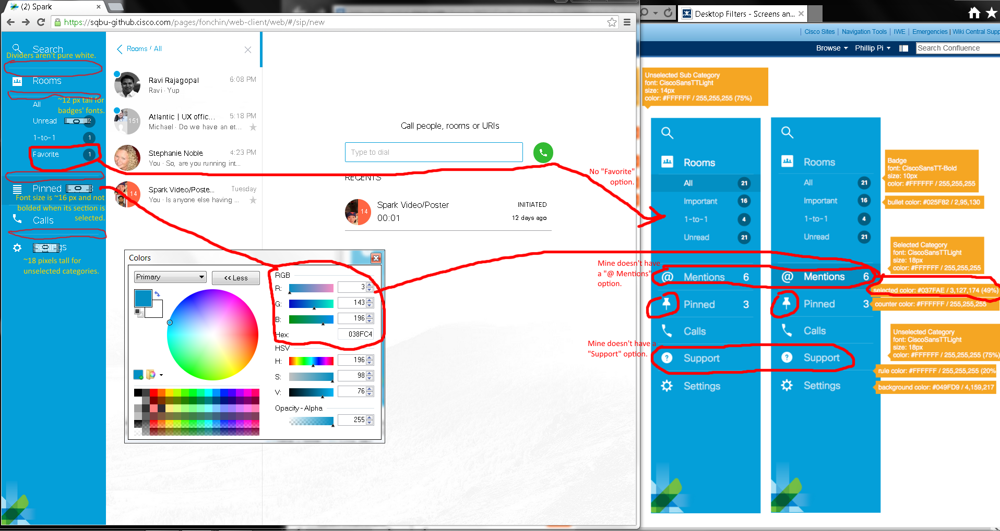 (2) Spark
https://sqbu-github.cisco.com/pages/fonchin/web-client/web/#/sip/new
Search
Dividers aren't pure white.
Rooms
~12 px tall for
badges' fonts.
All
Unread
1-to-1
1
Favorite
1
Pinned
Font size is ~16 px and not
bolded when its section is
selected.
Calls
~18 pixels tall for
unselected categories.
Rooms / All
Ravi Rajagopal
6:08 PM
Ravi · Yup
151
Atlantic | UX offic...
5:18 PM
Michael · Do we have an et...
Stephanie Noble
4:23 PM
You · So, are you running int...
14
Spark Video/Poste...
Tuesday
You · Is anyone else having ...
Call people, rooms or URIs
Type to dial
RECENTS
14
Spark Video/Poster
INITIATED
00:01
12 days ago
Colors
Primary
<< Less
RGB
R:
3
G:
143
B:
196
Hex:
038FC4
HSV
H:
196
S:
98
V:
76
Opacity - Alpha
255
No "Favorite"
option.
Mine doesn't have
a "@ Mentions"
option.
Mine doesn't have a
"Support" option.
Desktop Filters - Screens an...
Cisco Sites | Navigation Tools | IWE | Emergencies | Wiki Central Supp
Browse
Phillip Pi
Search Confluence
Unselected Sub Category
font: CiscoSansTTLight
size: 14px
color: #FFFFFF / 255,255,255 (75%)
Rooms
All
21
Important
16
1-to-1
4
Unread
21
@ Mentions
6
Pinned
3
Calls
Support
Settings
Rooms
All
21
Important
16
1-to-1
4
Unread
21
@ Mentions
6
Pinned
3
Calls
Support
Settings
Badge
font: CiscoSansTT-Bold
size: 10px
color: #FFFFFF / 255,255,255
bullet color: #025F82 / 2,95,130
Selected Category
font: CiscoSansTTLight
size: 18px
color: #FFFFFF / 255,255,255
selected color: #037FAE / 3,127,174 (49%)
counter color: #FFFFFF / 255,255,255
Unselected Category
font: CiscoSansTTLight
size: 18px
color: #FFFFFF / 255,255,255 (75%)
rule color: #FFFFFF / 255,255,255 (20%
background color: #049FD9 / 4,159,217